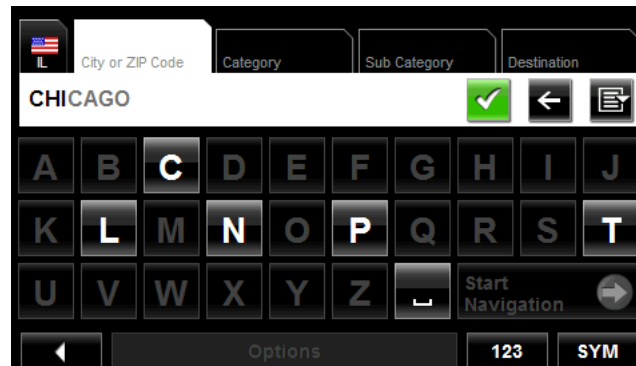 IL City or ZIP Code Category Sub Category Destination
CHICAGO
A B C D E F G H I J
K L M N O P Q R S T
U V W X Y Z Start
Navigation
Options 123 SYM